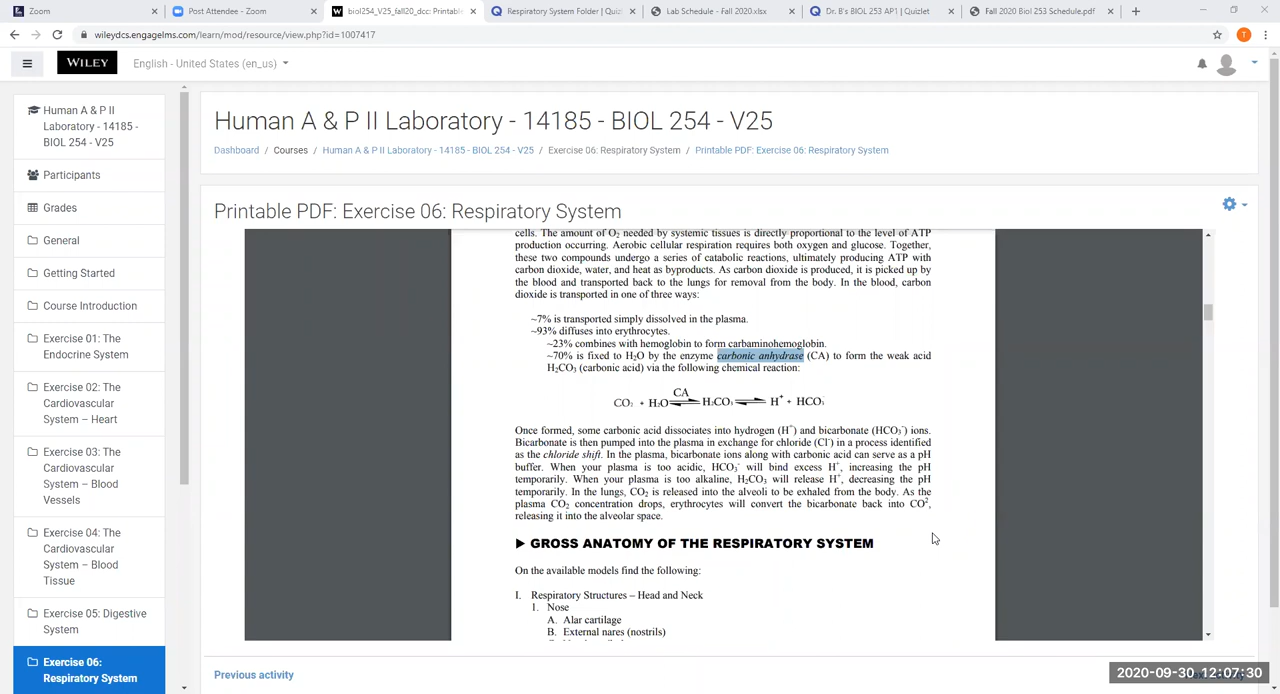 Zoom
Post Attendee - Zoom
biol254_V25_fall20_dcc: Printabl
Respiratory System Folder | Quiz
Lab Schedule - Fall 2020.xlsx
Dr. B's BIOL 253 AP1 | Quizlet
Fall 2020 Biol 253 Schedule.pdf
wileydcs.engagelms.com/learn/mod/resource/view.php?id=1007417
T
WILEY
English - United States (en_us)
Human A & P II
Laboratory - 14185 -
BIOL 254 - V25
Participants
Grades
General
Getting Started
Course Introduction
Exercise 01: The
Endocrine System
Exercise 02: The
Cardiovascular
System – Heart
Exercise 03: The
Cardiovascular
System – Blood
Vessels
Exercise 04: The
Cardiovascular
System – Blood
Tissue
Exercise 05: Digestive
System
Exercise 06:
Respiratory System
Human A & P II Laboratory - 14185 - BIOL 254 - V25
Dashboard / Courses / Human A & P II Laboratory - 14185 - BIOL 254 - V25 / Exercise 06: Respiratory System / Printable PDF: Exercise 06: Respiratory System
Printable PDF: Exercise 06: Respiratory System
cells. The amount of O₂ needed by systemic tissues is directly proportional to the level of ATP
production occurring. Aerobic cellular respiration requires both oxygen and glucose. Together,
these two compounds undergo a series of catabolic reactions, ultimately producing ATP with
carbon dioxide, water, and heat as byproducts. As carbon dioxide is produced, it is picked up by
the blood and transported back to the lungs for removal from the body. In the blood, carbon
dioxide is transported in one of three ways:
~7% is transported simply dissolved in the plasma.
~93% diffuses into erythrocytes.
~23% combines with hemoglobin to form carbaminohemoglobin.
~70% is fixed to H₂O by the enzyme carbonic anhydrase (CA) to form the weak acid
H₂CO₃ (carbonic acid) via the following chemical reaction:
CA
CO₂ + H₂O ⇌ H₂CO₃ ⇌ H⁺ + HCO₃⁻
Once formed, some carbonic acid dissociates into hydrogen (H⁺) and bicarbonate (HCO₃⁻) ions.
Bicarbonate is then pumped into the plasma in exchange for chloride (Cl⁻) in a process identified
as the chloride shift. In the plasma, bicarbonate ions along with carbonic acid can serve as a pH
buffer. When your plasma is too acidic, HCO₃⁻ will bind excess H⁺, increasing the pH
temporarily. When your plasma is too alkaline, H₂CO₃ will release H⁺, decreasing the pH
temporarily. In the lungs, CO₂ is released into the alveoli to be exhaled from the body. As the
plasma CO₂ concentration drops, erythrocytes will convert the bicarbonate back into CO²,
releasing it into the alveolar space.
► GROSS ANATOMY OF THE RESPIRATORY SYSTEM
On the available models find the following:
I. Respiratory Structures – Head and Neck
1. Nose
A. Alar cartilage
B. External nares (nostrils)
Previous activity
2020-09-30 12:07:30